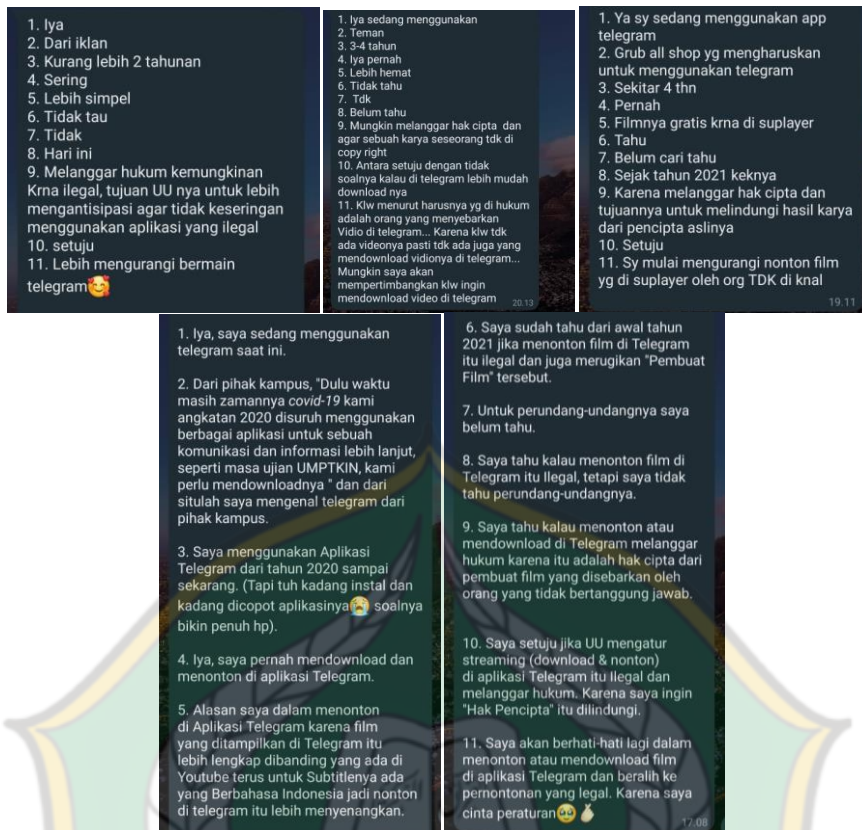 1. Iya
2. Dari iklan
3. Kurang lebih 2 tahunan
4. Sering
5. Lebih simpel
6. Tidak tau
7. Tidak
8. Hari ini
9. Melanggar hukum kemungkinan
Krna ilegal, tujuan UU nya untuk lebih
mengantisipasi agar tidak keseringan
menggunakan aplikasi yang ilegal
10. setuju
11. Lebih mengurangi bermain
telegram🥰
1. Iya sedang menggunakan
2. Teman
3. 3-4 tahun
4. Iya pernah
5. Lebih hemat
6. Tidak tahu
7. Tdk
8. Belum tahu
9. Mungkin melanggar hak cipta dan
agar sebuah karya seseorang tdk di
copy right
10. Antara setuju dengan tidak
soalnya kalau di telegram lebih mudah
download nya
11. Klw menurut harusnya yg di hukum
adalah orang yang menyebarkan
Vidio di telegram... Karena klw tdk
ada videonya pasti tdk ada juga yang
mendownload vidionya di telegram...
Mungkin saya akan
mempertimbangkan klw ingin
mendownload video di telegram
20.13
1. Ya sy sedang menggunakan app
telegram
2. Grub all shop yg mengharuskan
untuk menggunakan telegram
3. Sekitar 4 thn
4. Pernah
5. Filmnya gratis krna di suplayer
6. Tahu
7. Belum cari tahu
8. Sejak tahun 2021 keknya
9. Karena melanggar hak cipta dan
tujuannya untuk melindungi hasil karya
dari pencipta aslinya
10. Setuju
11. Sy mulai mengurangi nonton film
yg di suplayer oleh org TDK di knal
19.11
1. Iya, saya sedang menggunakan
telegram saat ini.
2. Dari pihak kampus, "Dulu waktu
masih zamannya covid-19 kami
angkatan 2020 disuruh menggunakan
berbagai aplikasi untuk sebuah
komunikasi dan informasi lebih lanjut,
seperti masa ujian UMPTKIN, kami
perlu mendownloadnya " dan dari
situlah saya mengenal telegram dari
pihak kampus.
3. Saya menggunakan Aplikasi
Telegram dari tahun 2020 sampai
sekarang. (Tapi tuh kadang instal dan
kadang dicopot aplikasinya😭 soalnya
bikin penuh hp).
4. Iya, saya pernah mendownload dan
menonton di aplikasi Telegram.
5. Alasan saya dalam menonton
di Aplikasi Telegram karena film
yang ditampilkan di Telegram itu
lebih lengkap dibanding yang ada di
Youtube terus untuk Subtitlenya ada
yang Berbahasa Indonesia jadi nonton
di telegram itu lebih menyenangkan.
6. Saya sudah tahu dari awal tahun
2021 jika menonton film di Telegram
itu ilegal dan juga merugikan "Pembuat
Film" tersebut.
7. Untuk perundang-undangnya saya
belum tahu.
8. Saya tahu kalau menonton film di
Telegram itu Ilegal, tetapi saya tidak
tahu perundang-undangnya.
9. Saya tahu kalau menonton atau
mendownload di Telegram melanggar
hukum karena itu adalah hak cipta dari
pembuat film yang disebarkan oleh
orang yang tidak bertanggung jawab.
10. Saya setuju jika UU mengatur
streaming (download & nonton)
di aplikasi Telegram itu Ilegal dan
melanggar hukum. Karena saya ingin
"Hak Pencipta" itu dilindungi.
11. Saya akan berhati-hati lagi dalam
menonton atau mendownload film
di aplikasi Telegram dan beralih ke
pernontonan yang legal. Karena saya
cinta peraturan🥹🫰🏻
17.08